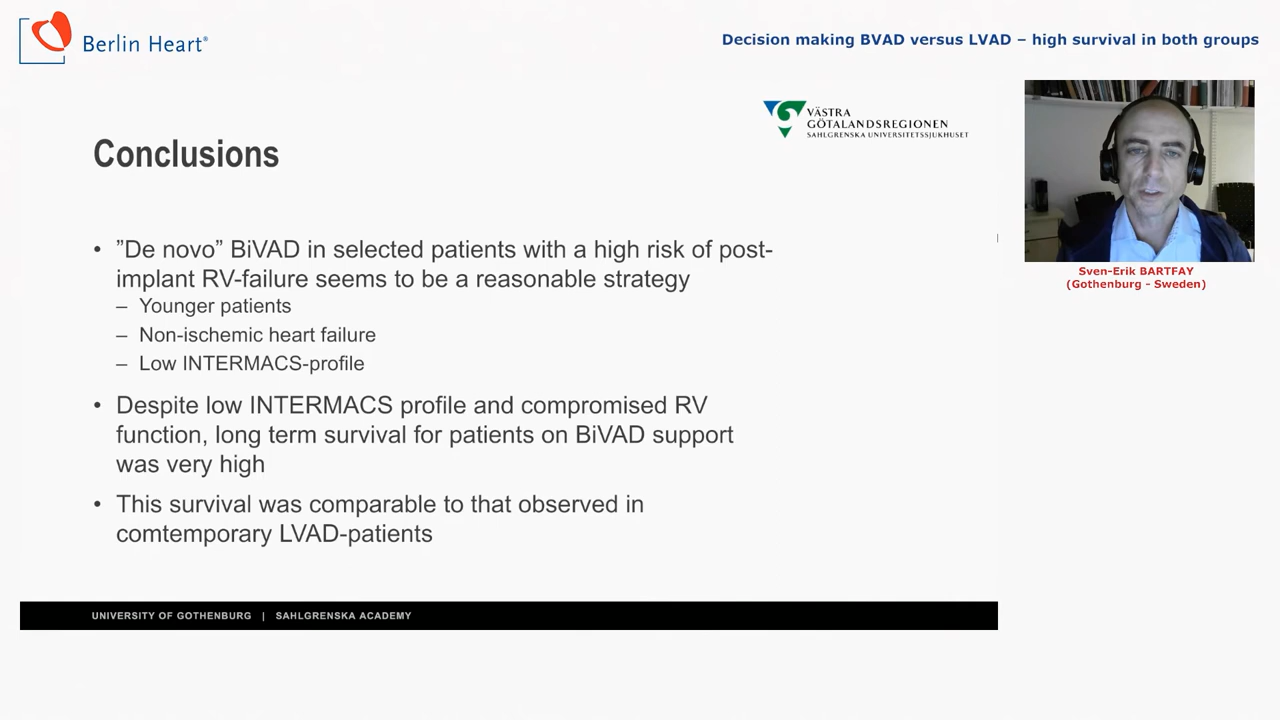 Berlin Heart®
Decision making BVAD versus LVAD – high survival in both groups
VÄSTRA
GÖTALANDSREGIONEN
SAHLGRENSKA UNIVERSITETSSJUKHUSET
Conclusions
• ”De novo” BiVAD in selected patients with a high risk of post-
implant RV-failure seems to be a reasonable strategy
– Younger patients
– Non-ischemic heart failure
– Low INTERMACS-profile
• Despite low INTERMACS profile and compromised RV
function, long term survival for patients on BiVAD support
was very high
• This survival was comparable to that observed in
comtemporary LVAD-patients
Sven-Erik BARTFAY
(Gothenburg - Sweden)
UNIVERSITY OF GOTHENBURG | SAHLGRENSKA ACADEMY